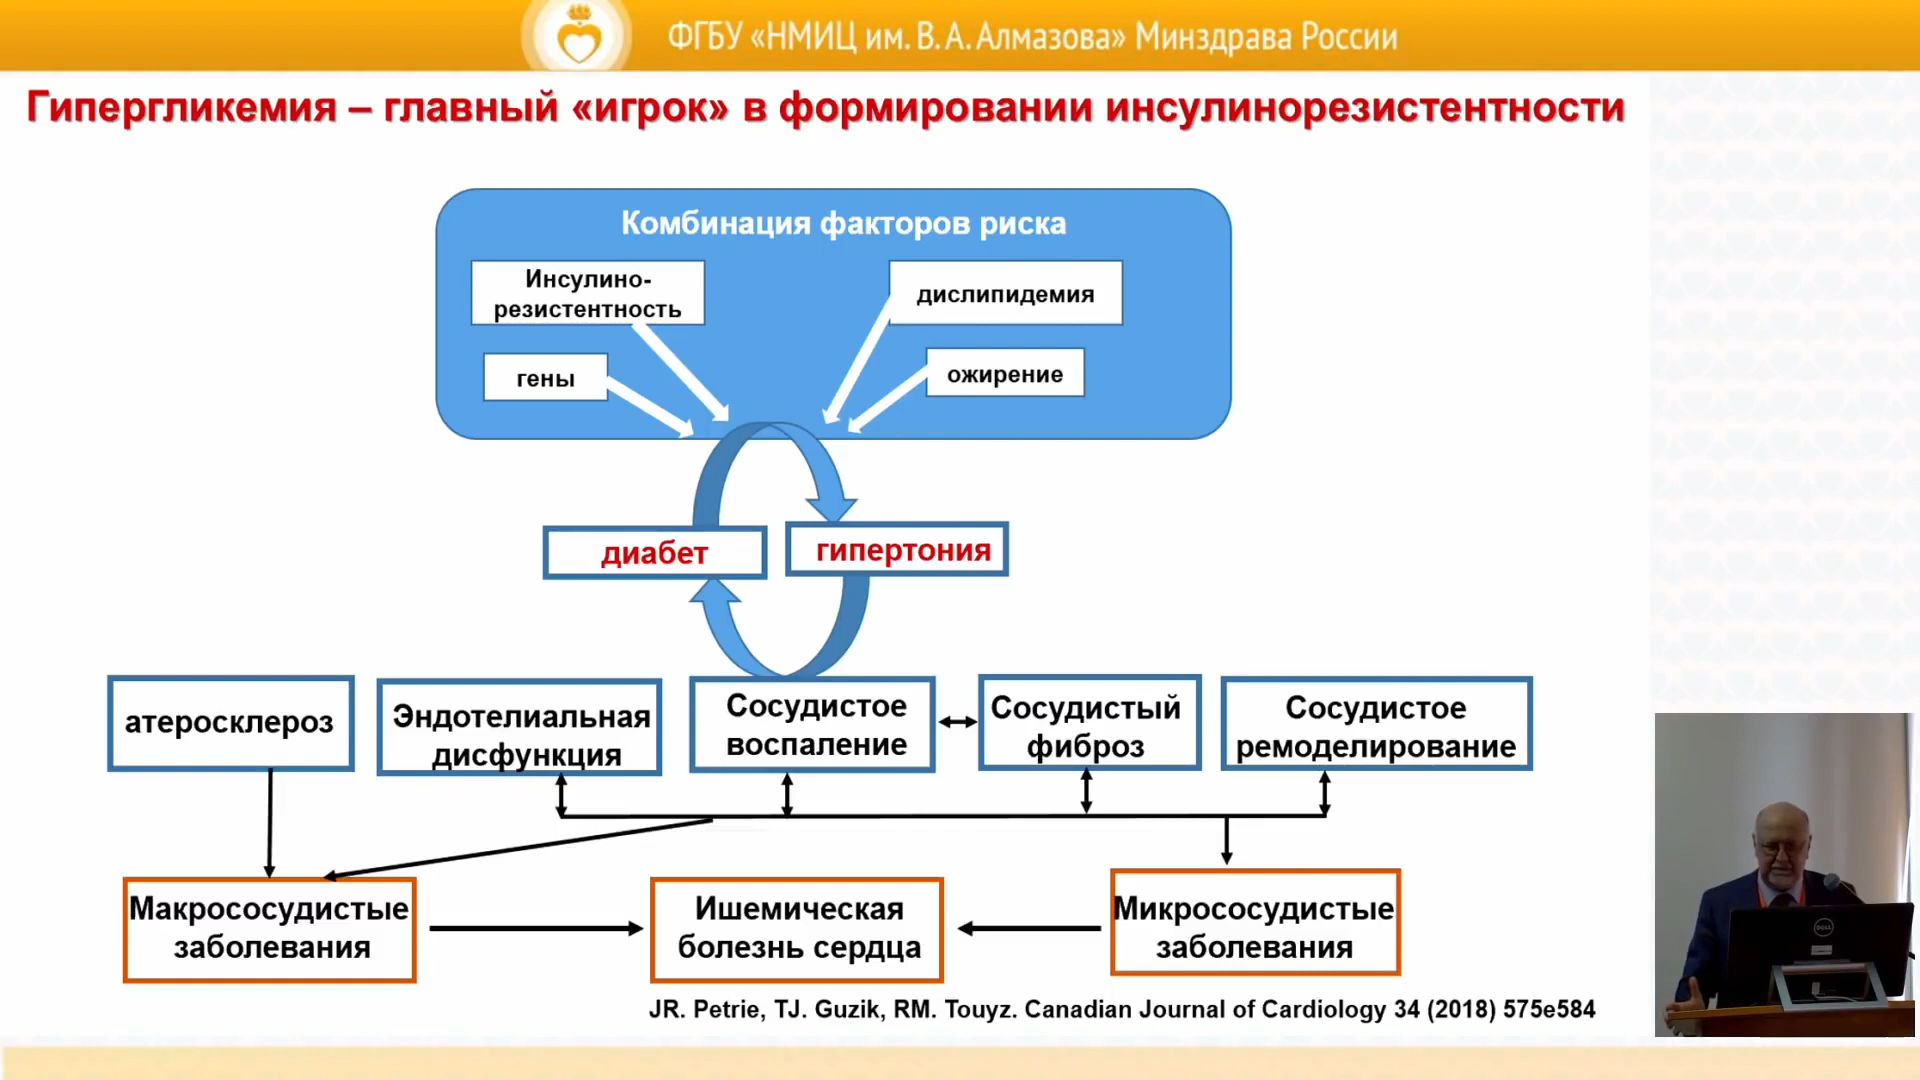 ФГБУ «НМИЦ им. В. А. Алмазова» Минздрава России
Гипергликемия – главный «игрок» в формировании инсулинорезистентности
Комбинация факторов риска
Инсулино-
резистентность
дислипидемия
гены
ожирение
диабет
гипертония
атеросклероз
Эндотелиальная
дисфункция
Сосудистое
воспаление
Сосудистый
фиброз
Сосудистое
ремоделирование
Макрососудистые
заболевания
Ишемическая
болезнь сердца
Микрососудистые
заболевания
JR. Petrie, TJ. Guzik, RM. Touyz. Canadian Journal of Cardiology 34 (2018) 575e584
DELL